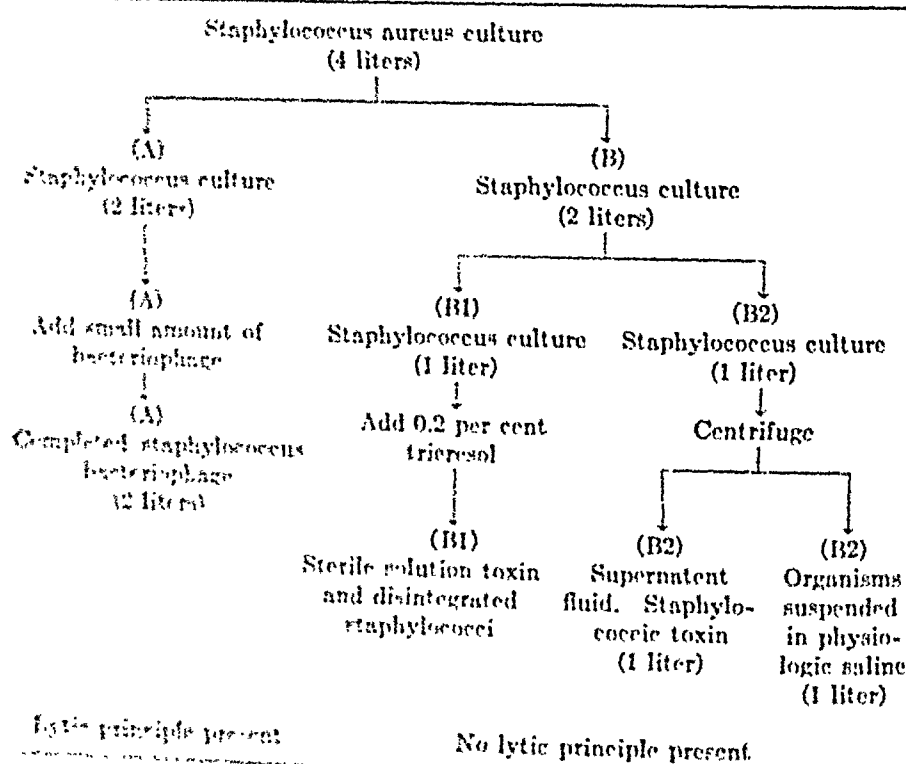 Staphylococcus aureus culture
(4 liters)
(A)
Staphylococcus culture
(2 liters)
(B)
Staphylococcus culture
(2 liters)
(A)
Add small amount of
bacteriophage
(B1)
Staphylococcus culture
(1 liter)
(B2)
Staphylococcus culture
(1 liter)
(A)
Completed staphylococcus
bacteriophage
(2 liters)
Add 0.2 per cent
tricresol
Centrifuge
(B1)
Sterile solution toxin
and disintegrated
staphylococci
(B2)
Supernatent
fluid. Staphylo-
coccic toxin
(1 liter)
(B2)
Organisms
suspended
in physio-
logic saline
(1 liter)
Lytic principle present
No lytic principle present